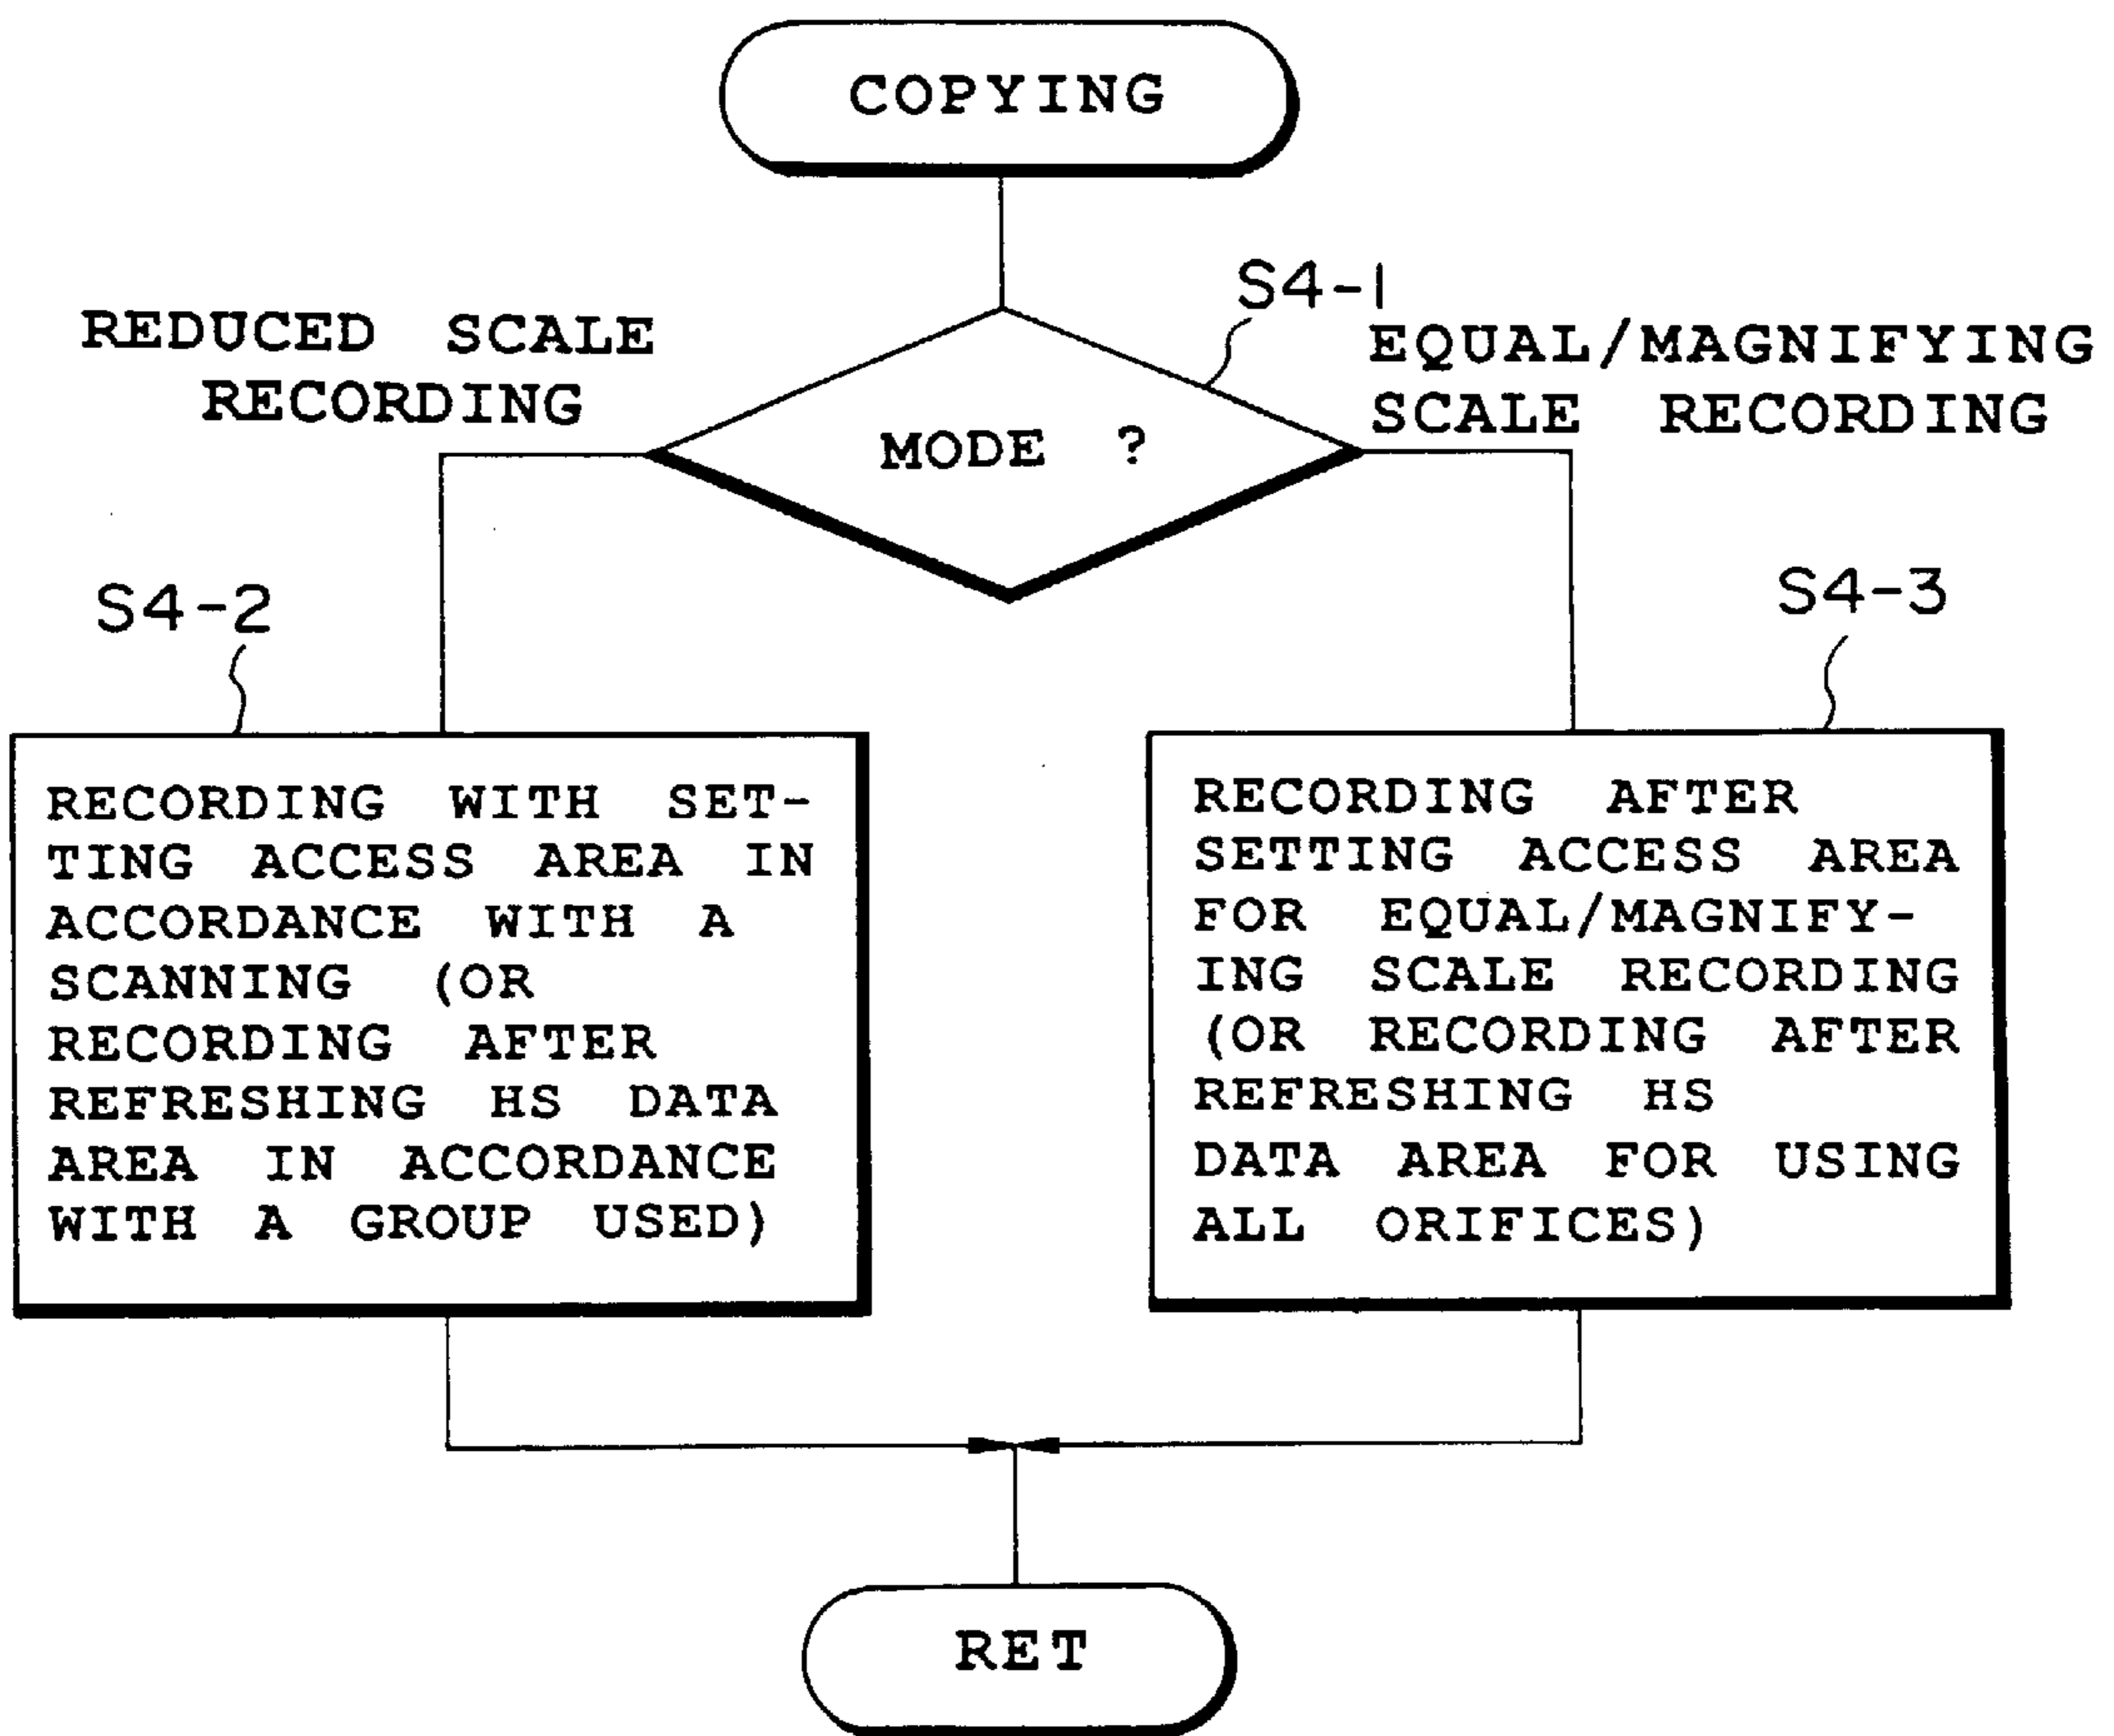 COPYING
S4-1
REDUCED SCALE
RECORDING
EQUAL/MAGNIFYING
SCALE RECORDING
MODE ?
S4-2
S4-3
RECORDING WITH SET-
TING ACCESS AREA IN
ACCORDANCE WITH A
SCANNING (OR
RECORDING AFTER
REFRESHING HS DATA
AREA IN ACCORDANCE
WITH A GROUP USED)
RECORDING AFTER
SETTING ACCESS AREA
FOR EQUAL/MAGNIFY-
ING SCALE RECORDING
(OR RECORDING AFTER
REFRESHING HS
DATA AREA FOR USING
ALL ORIFICES)
RET